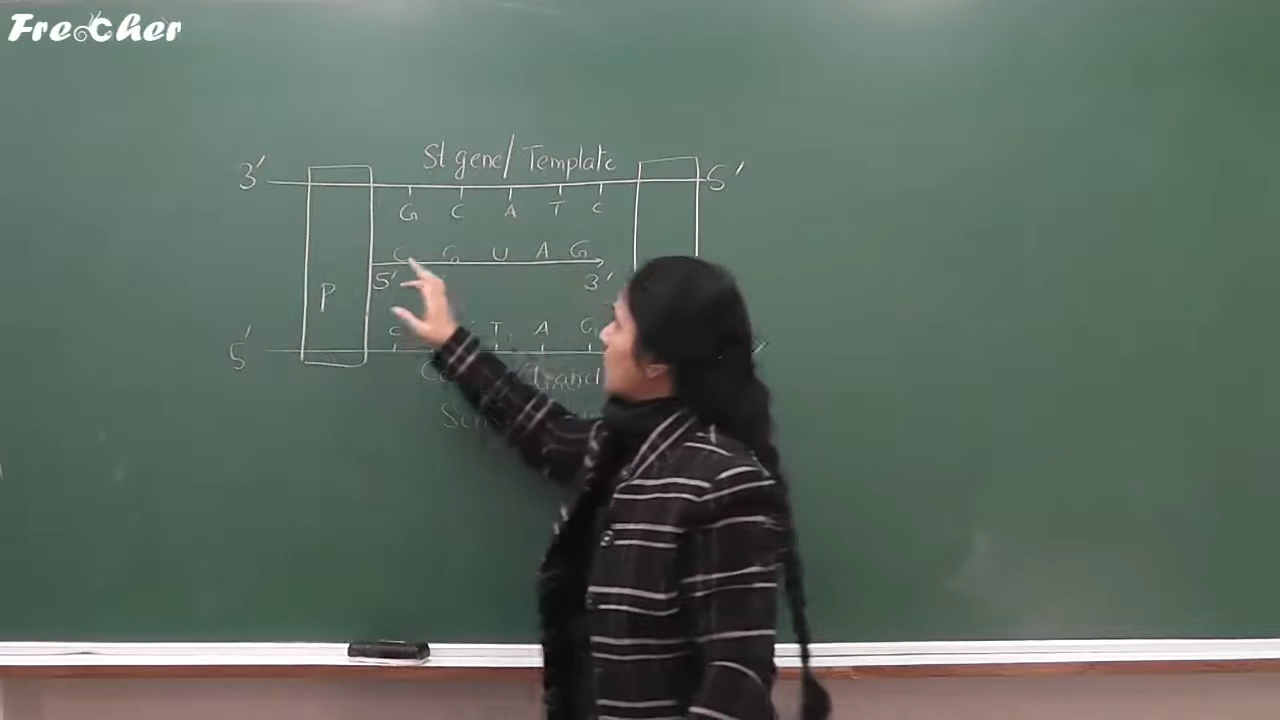 FreeCher
St gene/ Template
3' 5'
G C A T C
C G U A G
5' 3'
P
C T A G
5'